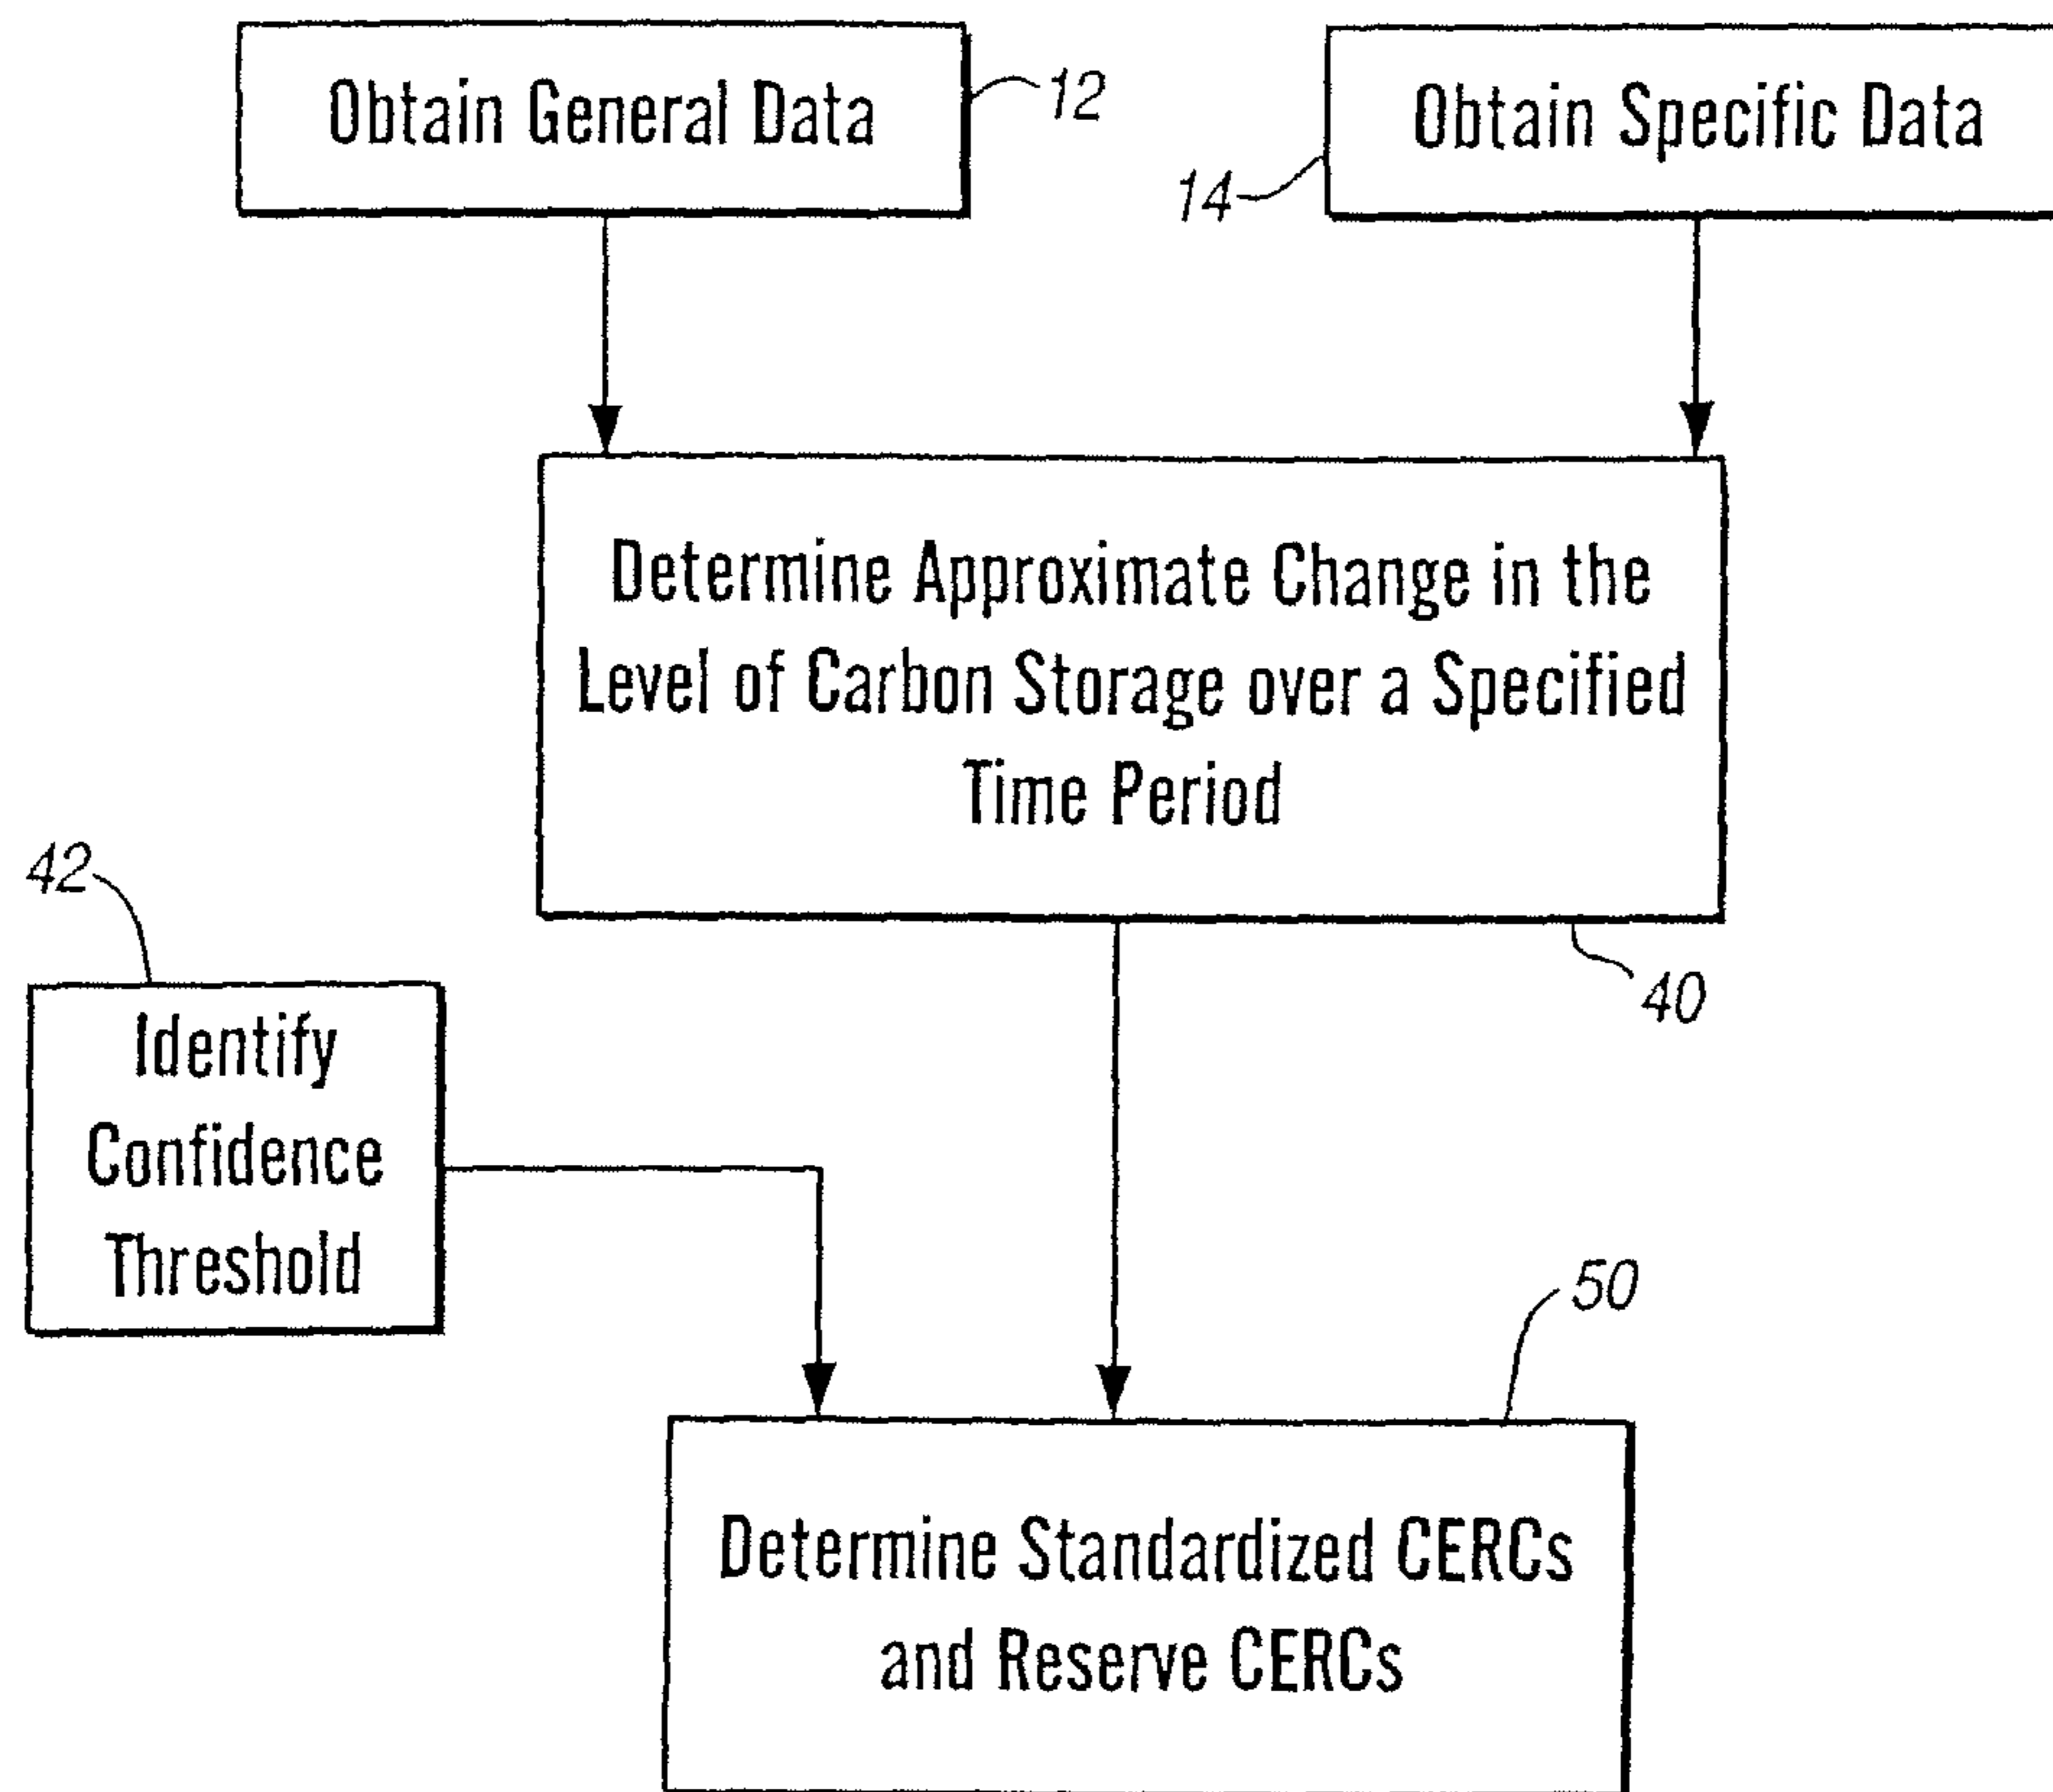 Obtain General Data
12
Obtain Specific Data
14
Determine Approximate Change in the
Level of Carbon Storage over a Specified
Time Period
40
42
Identify
Confidence
Threshold
50
Determine Standardized CERCs
and Reserve CERCs